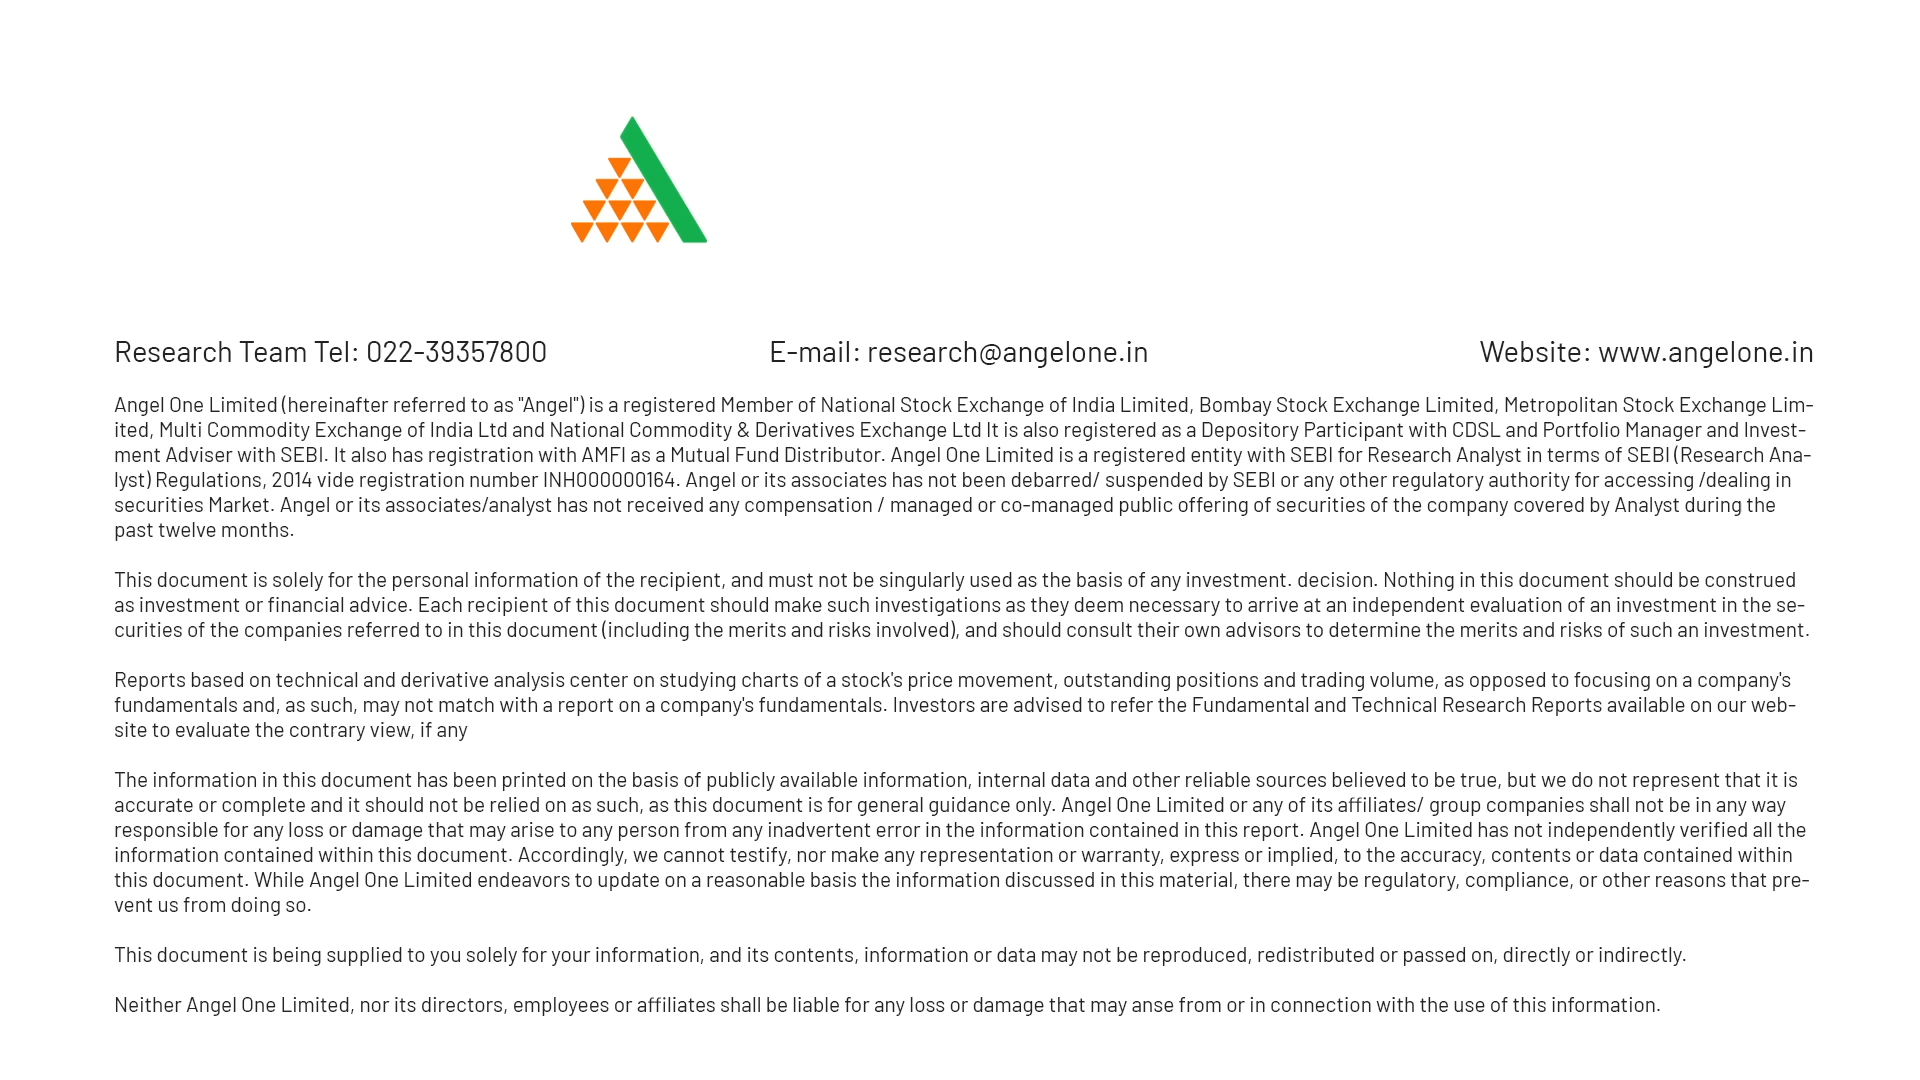 Research Team Tel: 022-39357800 E-mail: research@angelone.in Website: www.angelone.in
Angel One Limited (hereinafter referred to as "Angel") is a registered Member of National Stock Exchange of India Limited, Bombay Stock Exchange Limited, Metropolitan Stock Exchange Lim-
ited, Multi Commodity Exchange of India Ltd and National Commodity & Derivatives Exchange Ltd It is also registered as a Depository Participant with CDSL and Portfolio Manager and Invest-
ment Adviser with SEBI. It also has registration with AMFI as a Mutual Fund Distributor. Angel One Limited is a registered entity with SEBI for Research Analyst in terms of SEBI (Research Ana-
lyst) Regulations, 2014 vide registration number INH000000164. Angel or its associates has not been debarred/ suspended by SEBI or any other regulatory authority for accessing /dealing in
securities Market. Angel or its associates/analyst has not received any compensation / managed or co-managed public offering of securities of the company covered by Analyst during the
past twelve months.
This document is solely for the personal information of the recipient, and must not be singularly used as the basis of any investment. decision. Nothing in this document should be construed
as investment or financial advice. Each recipient of this document should make such investigations as they deem necessary to arrive at an independent evaluation of an investment in the se-
curities of the companies referred to in this document (including the merits and risks involved), and should consult their own advisors to determine the merits and risks of such an investment.
Reports based on technical and derivative analysis center on studying charts of a stock's price movement, outstanding positions and trading volume, as opposed to focusing on a company's
fundamentals and, as such, may not match with a report on a company's fundamentals. Investors are advised to refer the Fundamental and Technical Research Reports available on our web-
site to evaluate the contrary view, if any
The information in this document has been printed on the basis of publicly available information, internal data and other reliable sources believed to be true, but we do not represent that it is
accurate or complete and it should not be relied on as such, as this document is for general guidance only. Angel One Limited or any of its affiliates/ group companies shall not be in any way
responsible for any loss or damage that may arise to any person from any inadvertent error in the information contained in this report. Angel One Limited has not independently verified all the
information contained within this document. Accordingly, we cannot testify, nor make any representation or warranty, express or implied, to the accuracy, contents or data contained within
this document. While Angel One Limited endeavors to update on a reasonable basis the information discussed in this material, there may be regulatory, compliance, or other reasons that pre-
vent us from doing so.
This document is being supplied to you solely for your information, and its contents, information or data may not be reproduced, redistributed or passed on, directly or indirectly.
Neither Angel One Limited, nor its directors, employees or affiliates shall be liable for any loss or damage that may anse from or in connection with the use of this information.